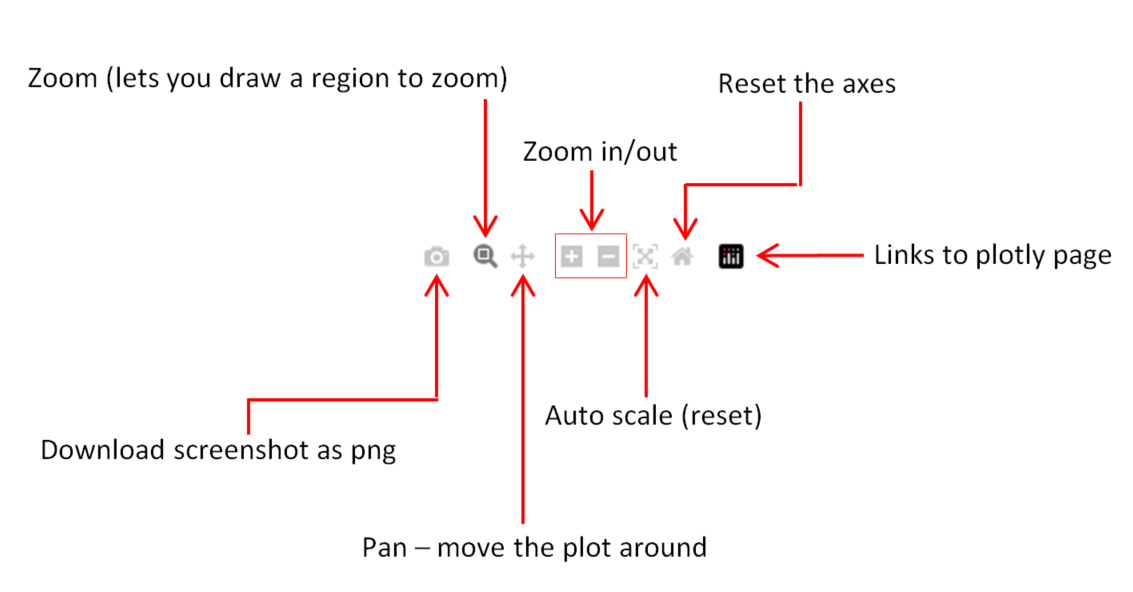 Zoom (lets you draw a region to zoom)
Reset the axes
Zoom in/out
Links to plotly page
Auto scale (reset)
Download screenshot as png
Pan – move the plot around